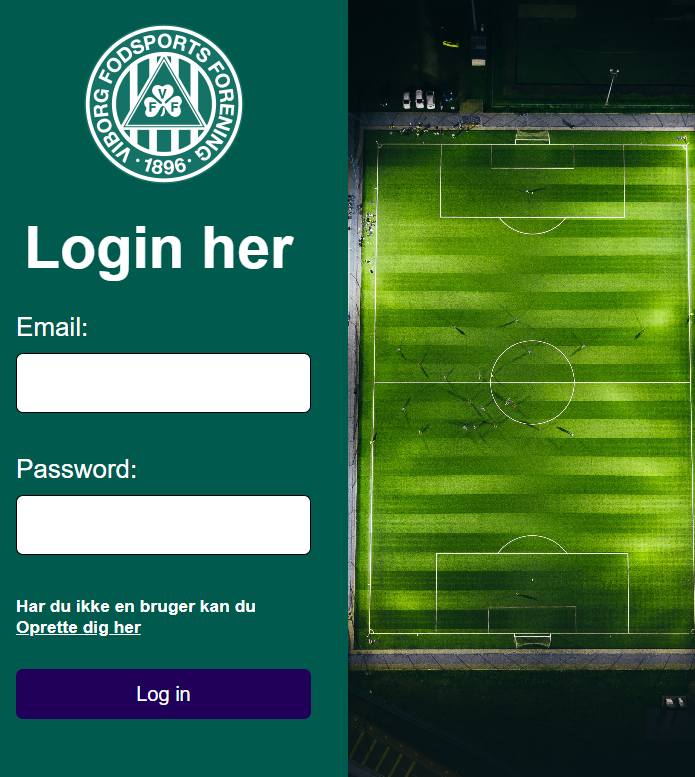 VIBORG FODSPORTS FORENING
V
F F
· 1896 ·
Login her
Email:
Password:
Har du ikke en bruger kan du
Oprette dig her
Log in